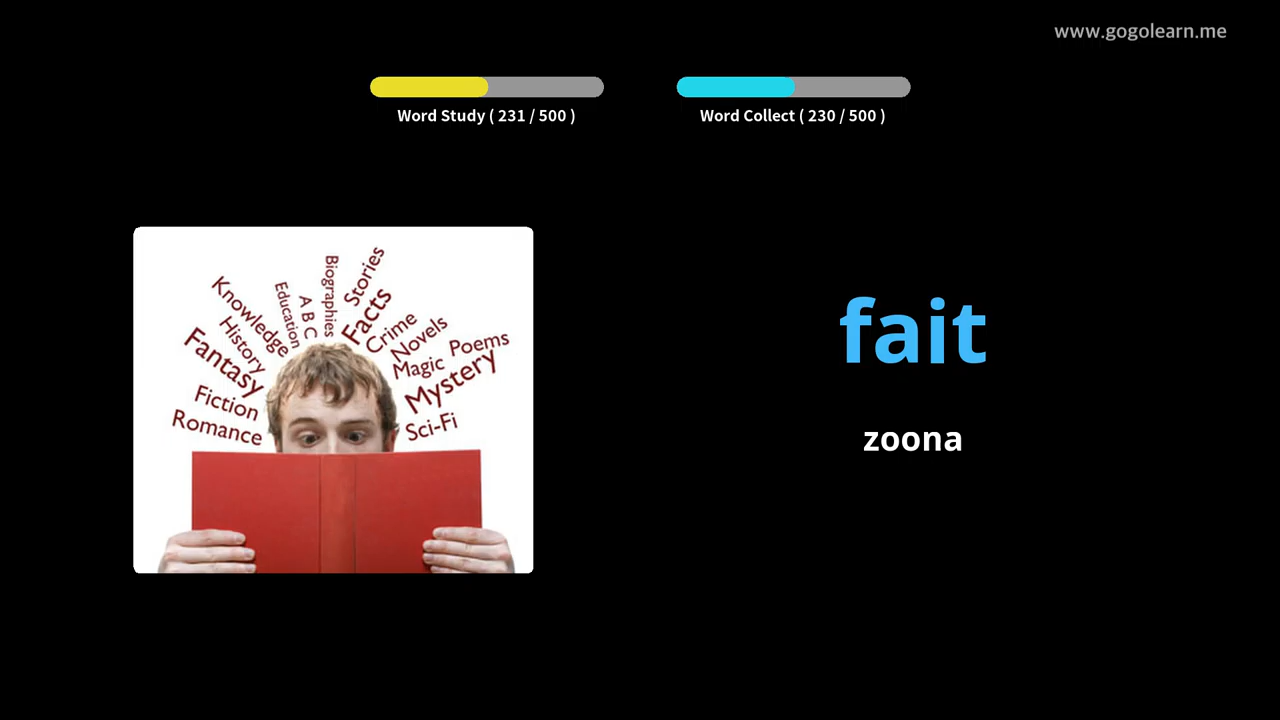 www.gogolearn.me
Word Study ( 231 / 500 )
Word Collect ( 230 / 500 )
Knowledge
Education
A B C
Biographies
Stories
Facts
History
Crime
Novels
Fantasy
Magic
Poems
Fiction
Mystery
Romance
Sci-Fi
fait
zoona